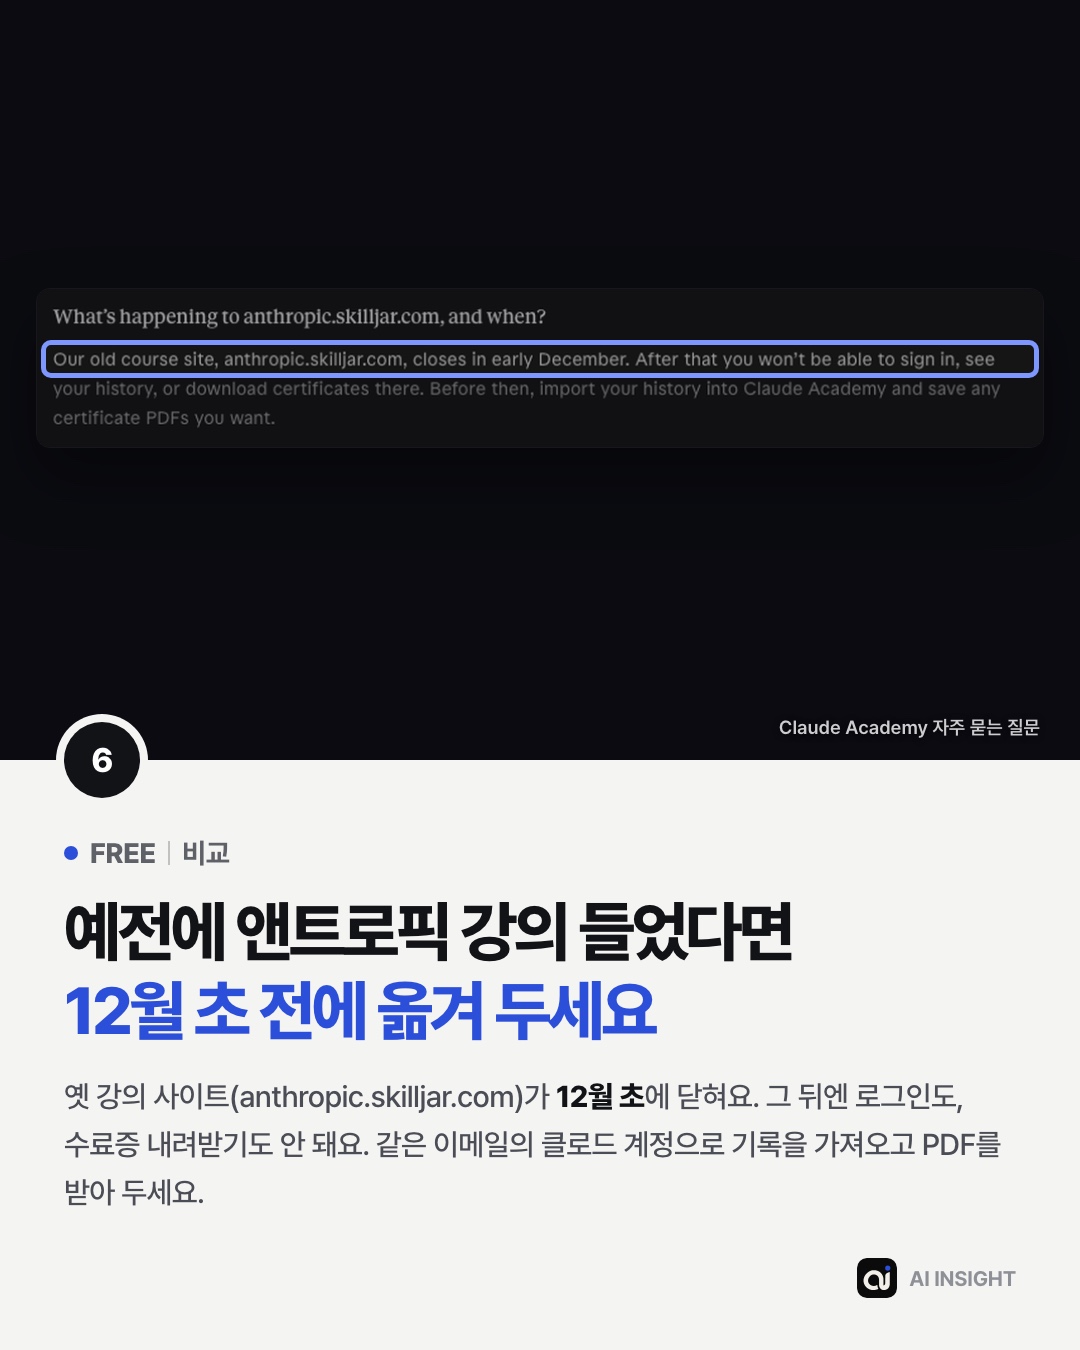 What's happening to anthropic.skilljar.com, and when?
Our old course site, anthropic.skilljar.com, closes in early December. After that you won't be able to sign in, see
your history, or download certificates there. Before then, import your history into Claude Academy and save any
certificate PDFs you want.
Claude Academy 자주 묻는 질문
6
FREE | 비교
예전에 앤트로픽 강의 들었다면
12월 초 전에 옮겨 두세요
옛 강의 사이트(anthropic.skilljar.com)가 12월 초에 닫혀요. 그 뒤엔 로그인도,
수료증 내려받기도 안 돼요. 같은 이메일의 클로드 계정으로 기록을 가져오고 PDF를
받아 두세요.
ai AI INSIGHT